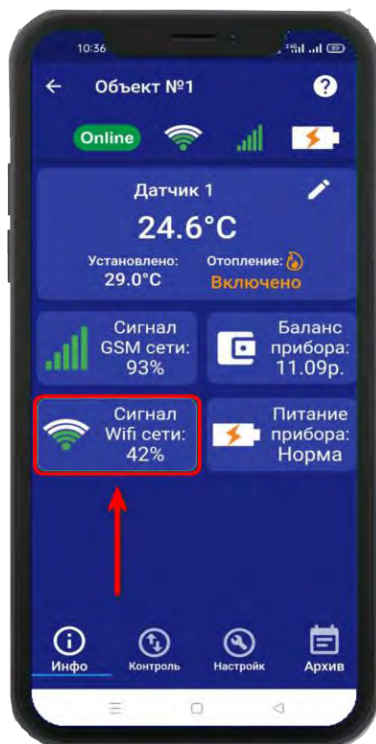 10:36
Объект №1
?
Online
Датчик 1
24.6°C
Установлено: Отопление:
29.0°C Включено
Сигнал
GSM сети:
93%
Баланс
прибора:
11.09р.
Сигнал
Wifi сети:
42%
Питание
прибора:
Норма
Инфо Контроль Настройк Архив